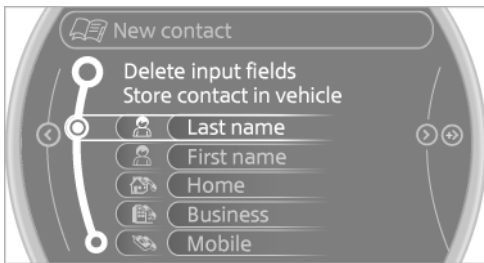 New contact
Delete input fields
Store contact in vehicle
Last name
First name
Home
Business
Mobile